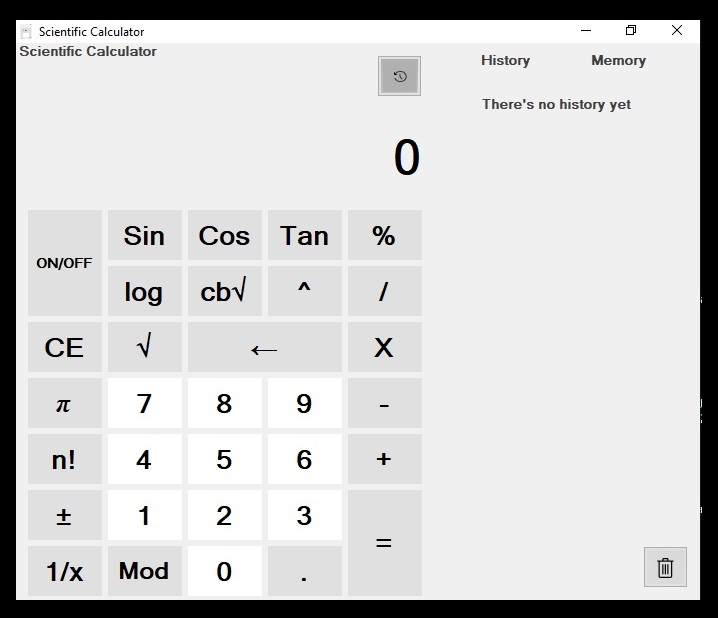 Scientific Calculator
Scientific Calculator
History Memory
There's no history yet
0
ON/OFF Sin Cos Tan %
log cb√ ^ /
CE √ ← X
π 7 8 9 -
n! 4 5 6 +
± 1 2 3 =
1/x Mod 0 .